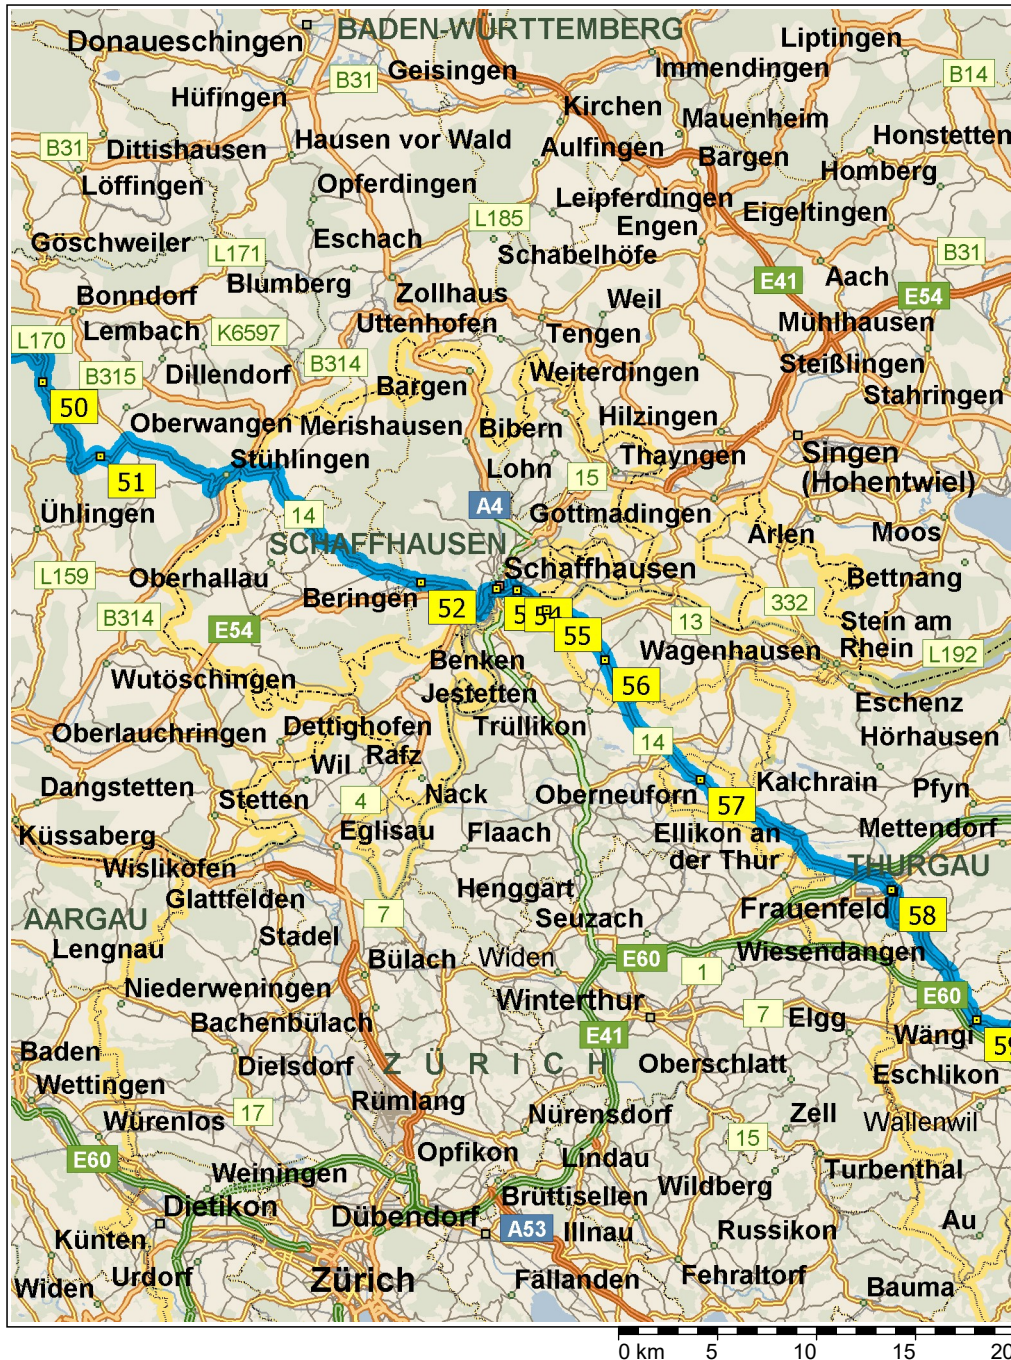 BADEN-WÜRTTEMBERG
Donaueschingen
Liptingen
Geisingen
Immendingen
B31
B14
Hüfingen
Kirchen
Mauenheim
Hausen vor Wald
Honstetten
B31
Dittishausen
Aulfingen
Bargen
Homberg
Löffingen
Opferdingen
Leipferdingen
L185
Engen
Eigeltingen
Göschweiler
Eschach
L171
Schabelhöfe
B31
Blumberg
E41
Aach
Bonndorf
Zollhaus
Weil
E54
Lembach
K6597
Uttenhofen
Tengen
Mühlhausen
L170
B315
Dillendorf
B314
Bargen
Weiterdingen
Steißlingen
Stahringen
50
Oberwangen
Merishausen
Bibern
Hilzingen
Stühlingen
Lohn
15
Thayngen
Singen
(Hohentwiel)
51
A4
Ühlingen
14
Gottmadingen
Arlen
Moos
SCHAFFHAUSEN
L159
Oberhallau
Schaffhausen
Bettnang
Beringen
52
54
332
B314
E54
55
13
Stein am
Rhein
Wagenhausen
L192
Benken
Wutöschingen
Jestetten
56
Eschenz
Dettighofen
Trüllikon
Oberlauchringen
14
Hörhausen
Wil
Rafz
Dangstetten
Nack
Kalchrain
Pfyn
Stetten
4
Oberneuforn
57
Küssaberg
Eglisau
Flaach
Ellikon an
der Thur
Mettendorf
Wislikofen
THURGAU
Glattfelden
Henggart
AARGAU
7
Seuzach
Frauenfeld
58
Lengnau
Stadel
Bülach
Widen
E60
Wiesendangen
1
Niederweningen
Winterthur
7
Elgg
E60
Bachenbülach
E41
Wängi
59
Baden
Dielsdorf
ZÜRICH
Oberschlatt
Wettingen
Eschlikon
Rümlang
Nürensdorf
Zell
Wallenwil
Würenlos
17
15
E60
Opfikon
Lindau
Turbenthal
Weiningen
Brüttisellen
Wildberg
Dietikon
Dübendorf
A53
Illnau
Russikon
Au
Künten
Urdorf
Zürich
Fällanden
Fehraltorf
Widen
Bauma
0 km 5 10 15 20